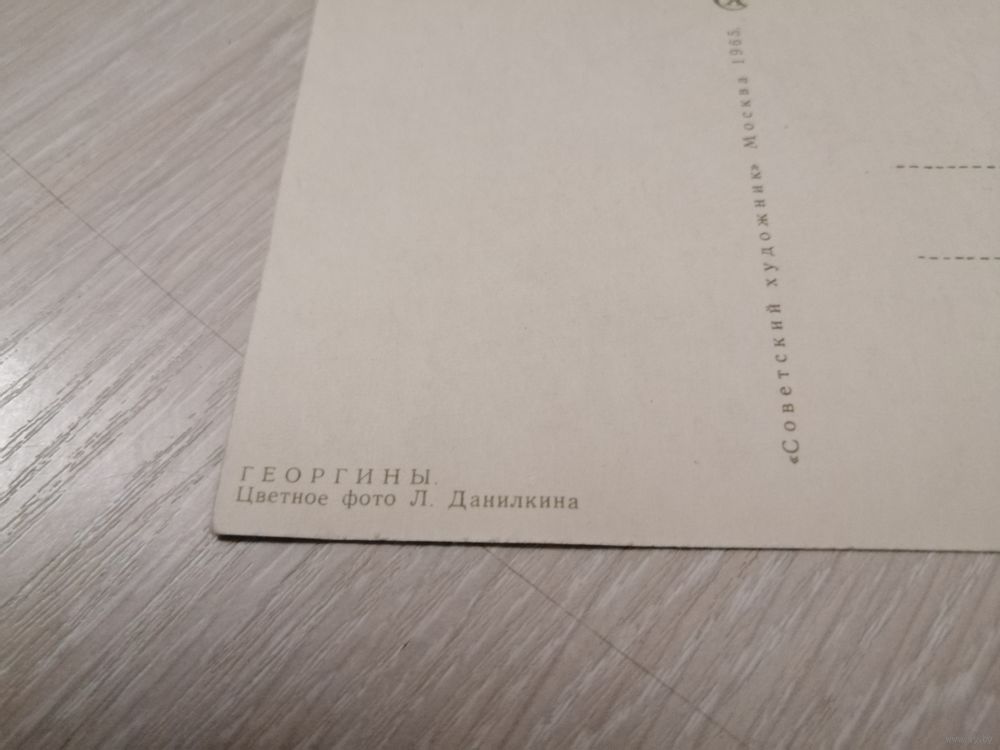 ГЕОРГИНЫ.
Цветное фото Л. Данилкина
«Советский художник» Москва 1965.